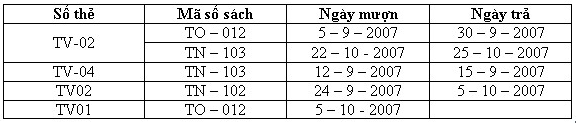 Số thẻ Mã số sách Ngày mượn Ngày trả
TV-02 TO – 012 5 – 9 – 2007 30 – 9 – 2007
TN – 103 22 – 10 - 2007 25 – 10 – 2007
TV-04 TN – 103 12 – 9 – 2007 15 – 9 – 2007
TV02 TN – 102 24 – 9 – 2007 5 – 10 – 2007
TV01 TO – 012 5 – 10 - 2007